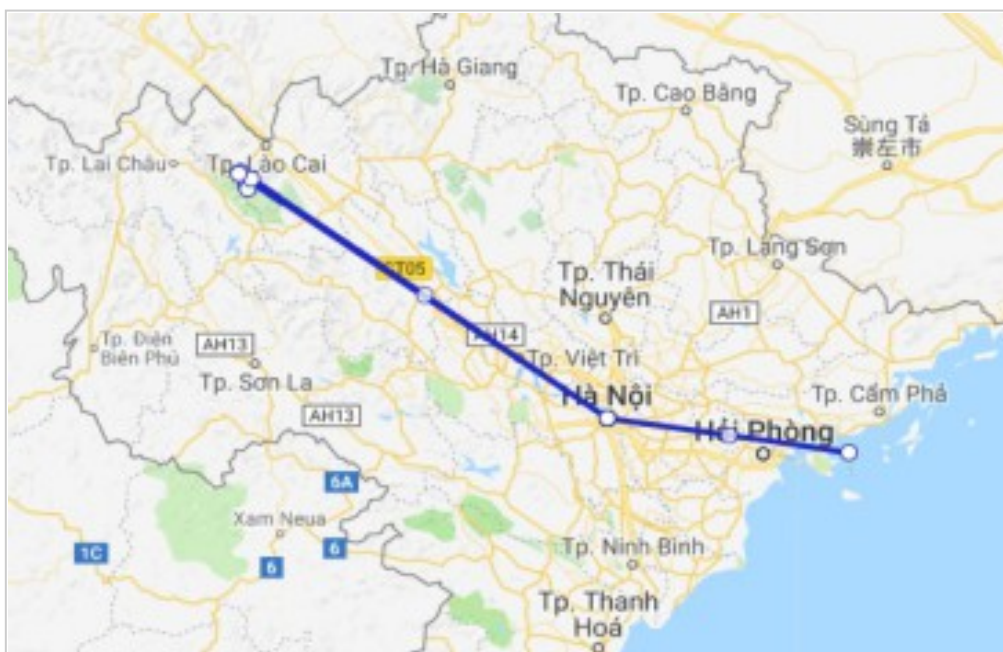 Tp. Hà Giang
Tp. Cao Bằng
Sùng Tả
崇左市
Tp. Lai Châu
Tp. Lào Cai
Tp. Lạng Sơn
CT05
Tp. Thái
Nguyên
AH1
AH14
Tp. Điện
Biên Phủ
AH13
Tp. Việt Trì
Tp. Sơn La
Hà Nội
Tp. Cẩm Phả
AH13
Hải Phòng
6A
Xam Neua
1C
6
6
Tp. Ninh Bình
Tp. Thanh
Hoá